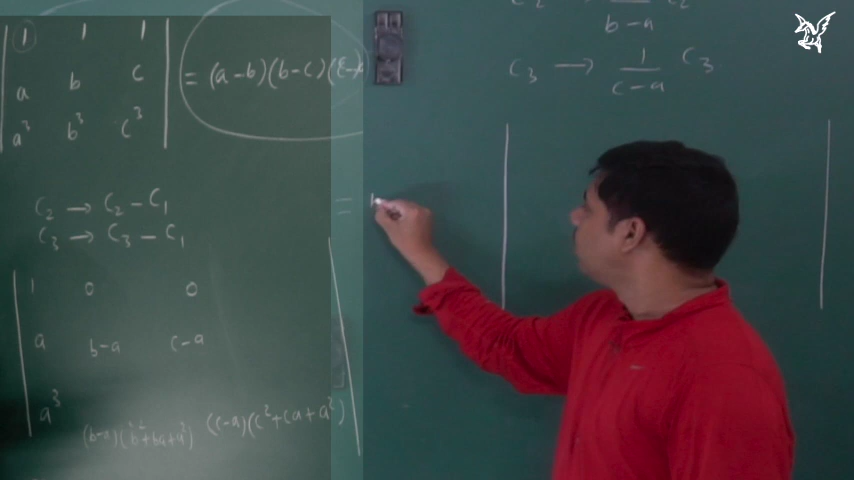 | 1 1 1 |
| a b c | = (a-b)(b-c)(c-
| a³ b³ c³ |
C₂ → C₂ - C₁
C₃ → C₃ - C₁
| 1 0 0 |
| a b-a c-a |
| a³ (b-a)(b²+ba+a²) (c-a)(c²+ca+a²) |
b-a
C₃ → 1/(c-a) C₃
=